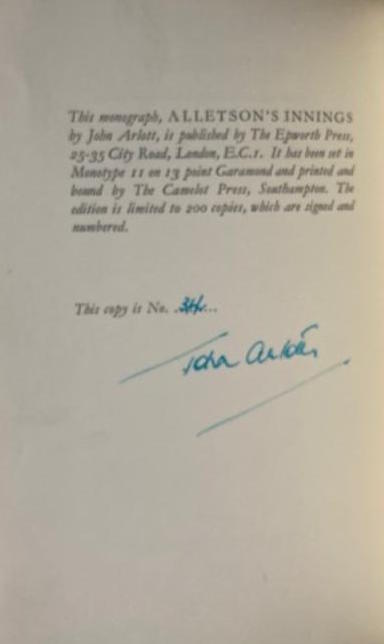 This monograph, ALLETSON'S INNINGS
by John Arlott, is published by The Epworth Press,
25-35 City Road, London, E.C.1. It has been set in
Monotype 11 on 13 point Garamond and printed and
bound by The Camelot Press, Southampton. The
edition is limited to 200 copies, which are signed and
numbered.
This copy is No. .......
John Arlott